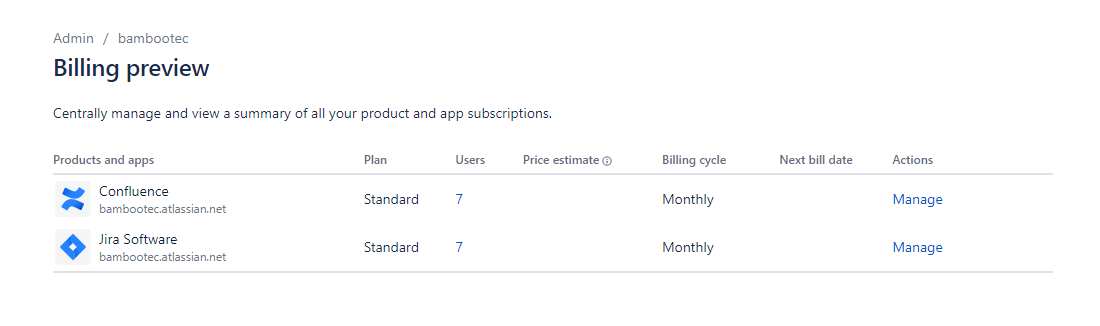 Admin / bambootec
Billing preview
Centrally manage and view a summary of all your product and app subscriptions.
Products and apps Plan Users Price estimate Billing cycle Next bill date Actions
Confluence
bambootec.atlassian.net
Standard 7 Monthly Manage
Jira Software
bambootec.atlassian.net
Standard 7 Monthly Manage